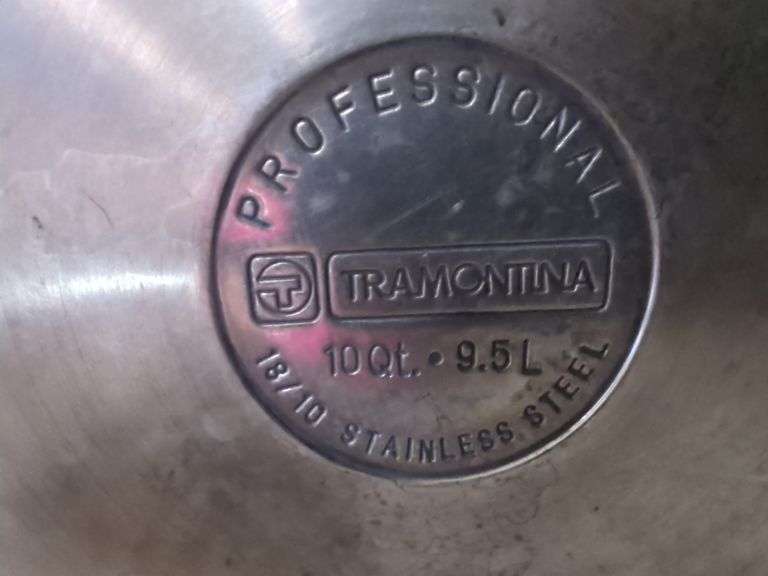 PROFESSIONAL
TRAMONTINA
10 Qt. • 9.5 L
18/10 STAINLESS STEEL